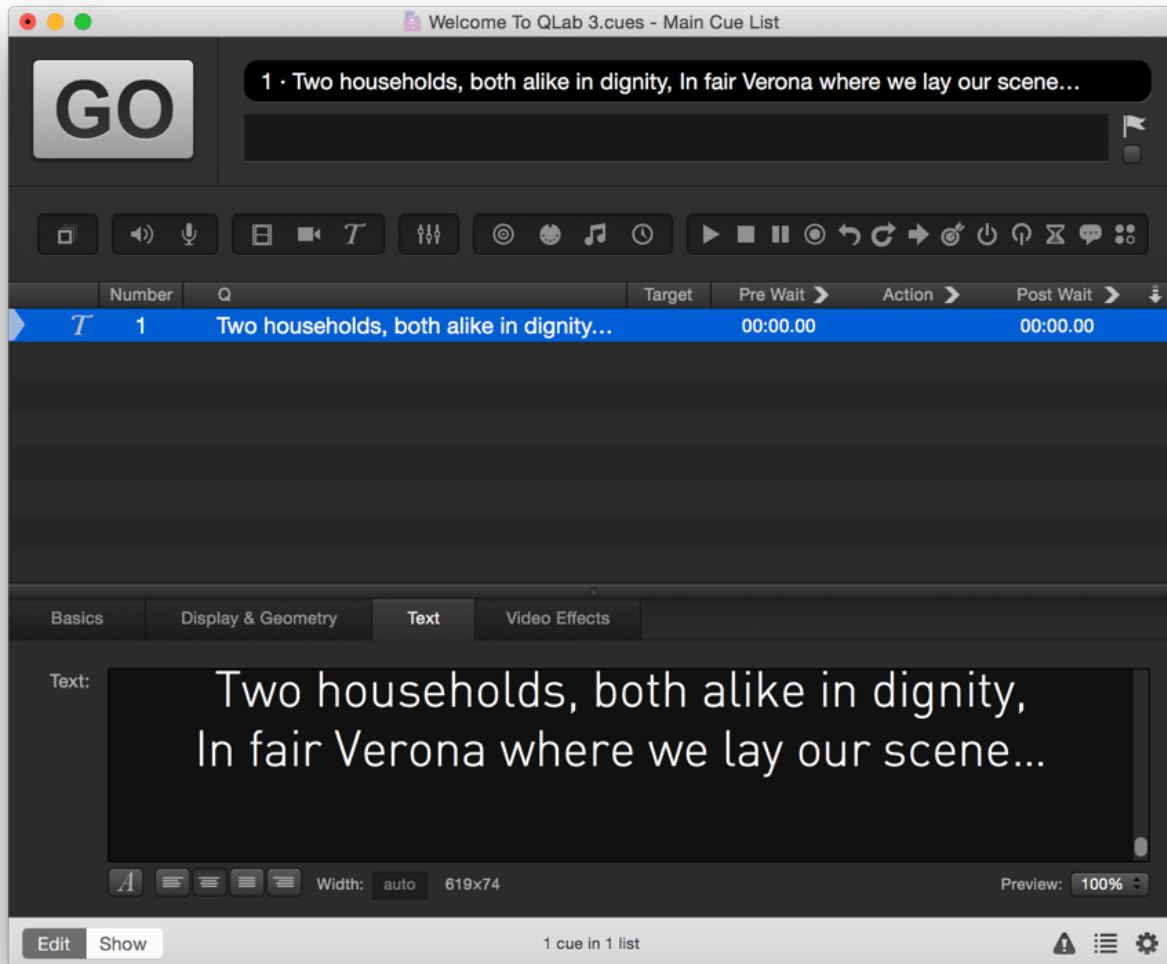 Welcome To QLab 3.cues - Main Cue List
GO
1 · Two households, both alike in dignity, In fair Verona where we lay our scene...
Number Q Target Pre Wait Action Post Wait
T 1 Two households, both alike in dignity... 00:00.00 00:00.00
Basics Display & Geometry Text Video Effects
Text:
Two households, both alike in dignity,
In fair Verona where we lay our scene...
A Width: auto 619×74 Preview: 100%
Edit Show 1 cue in 1 list